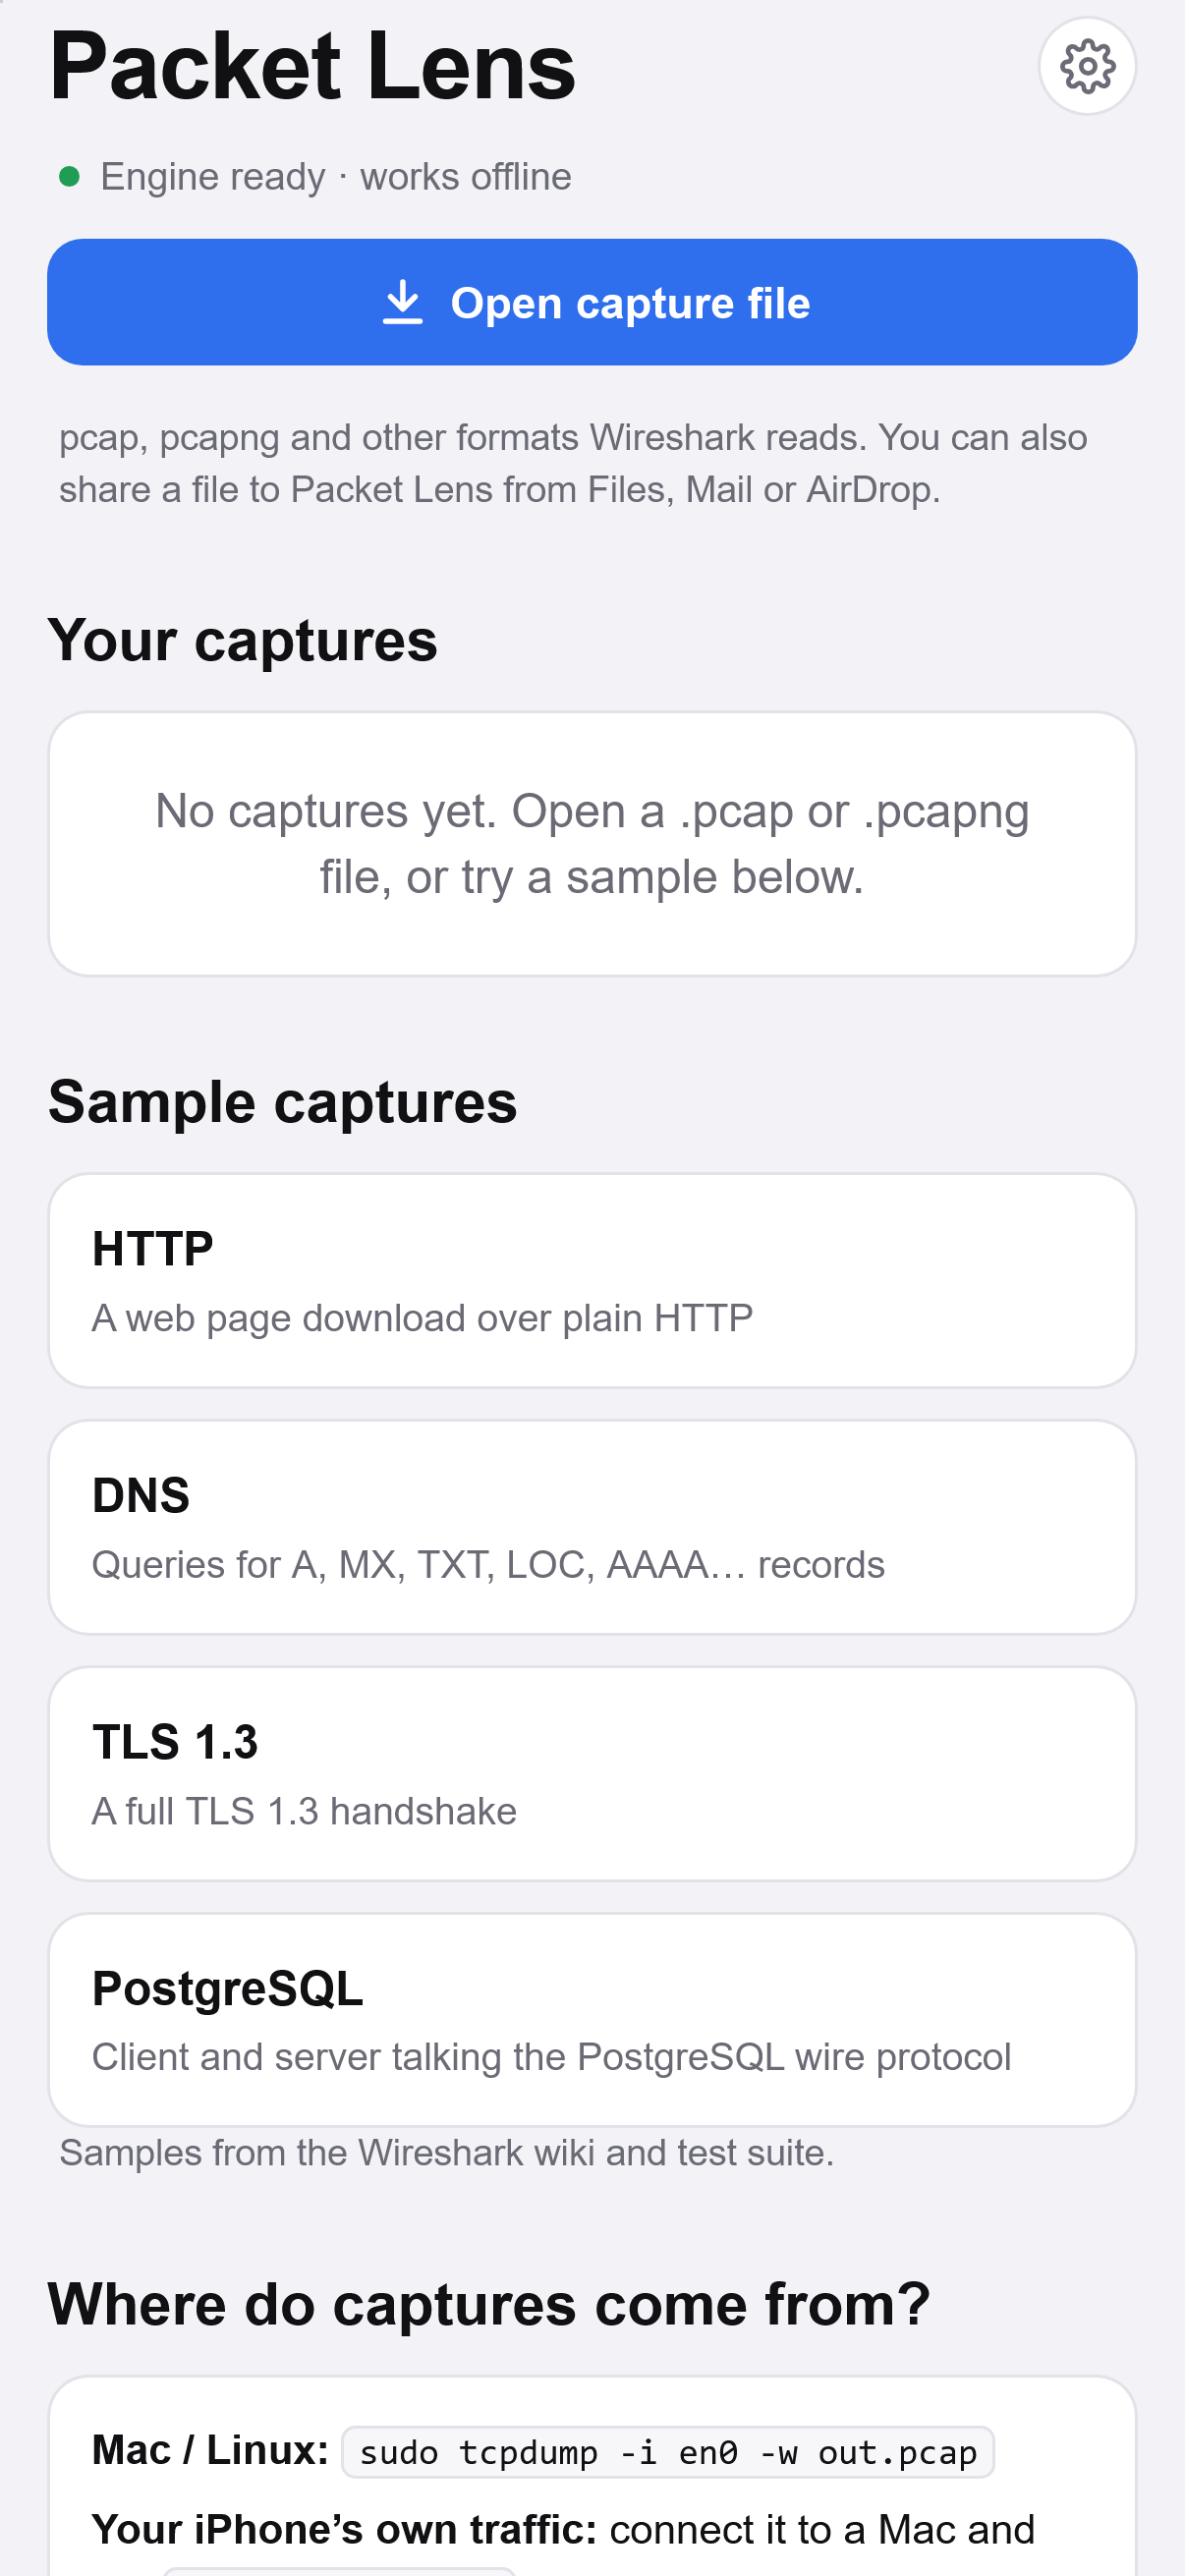 Packet Lens
Engine ready · works offline
Open capture file
pcap, pcapng and other formats Wireshark reads. You can also
share a file to Packet Lens from Files, Mail or AirDrop.
Your captures
No captures yet. Open a .pcap or .pcapng
file, or try a sample below.
Sample captures
HTTP
A web page download over plain HTTP
DNS
Queries for A, MX, TXT, LOC, AAAA… records
TLS 1.3
A full TLS 1.3 handshake
PostgreSQL
Client and server talking the PostgreSQL wire protocol
Samples from the Wireshark wiki and test suite.
Where do captures come from?
Mac / Linux: sudo tcpdump -i en0 -w out.pcap
Your iPhone’s own traffic: connect it to a Mac and